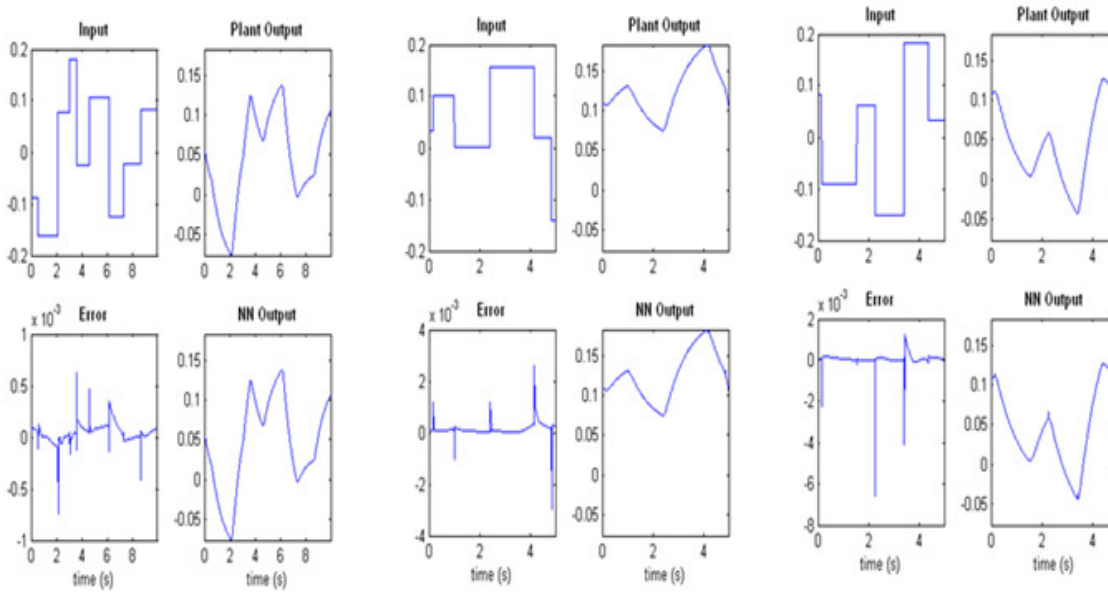 Input
Plant Output
0.2
0.1
0
-0.1
-0.2
0 2 4 6 8
0.15
0.1
0.05
0
-0.05
0 2 4 6 8
Error
x 10-3
1
0.5
0
-0.5
-1
0 2 4 6 8
time (s)
NN Output
0.15
0.1
0.05
0
-0.05
0 2 4 6 8
time (s)
Input
Plant Output
0.2
0.1
0
-0.1
-0.2
0 2 4
0.15
0.1
0.05
0
-0.05
0 2 4
Error
x 10-3
4
2
0
-2
-4
0 2 4
time (s)
NN Output
0.15
0.1
0.05
0
-0.05
0 2 4
time (s)
Input
Plant Output
0.2
0.1
0
-0.1
-0.2
0 2 4
0.15
0.1
0.05
0
-0.05
0 2 4
Error
x 10-3
2
0
-2
-4
-6
-8
0 2 4
time (s)
NN Output
0.15
0.1
0.05
0
-0.05
0 2 4
time (s)